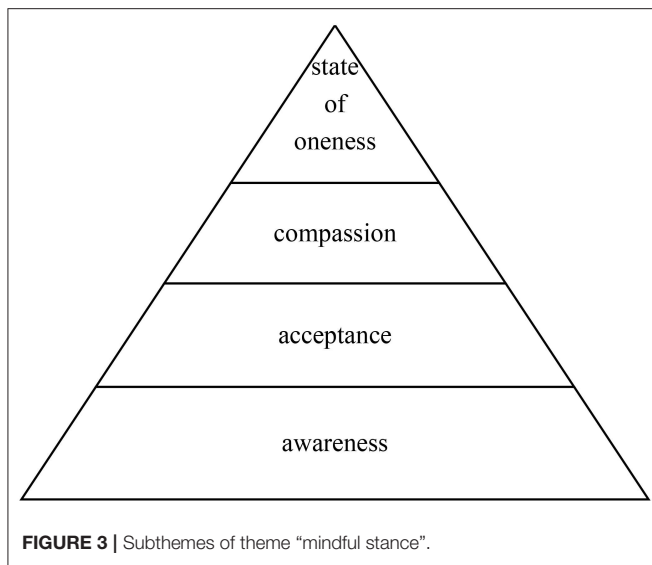 state
of
oneness
compassion
acceptance
awareness
FIGURE 3 | Subthemes of theme “mindful stance”.